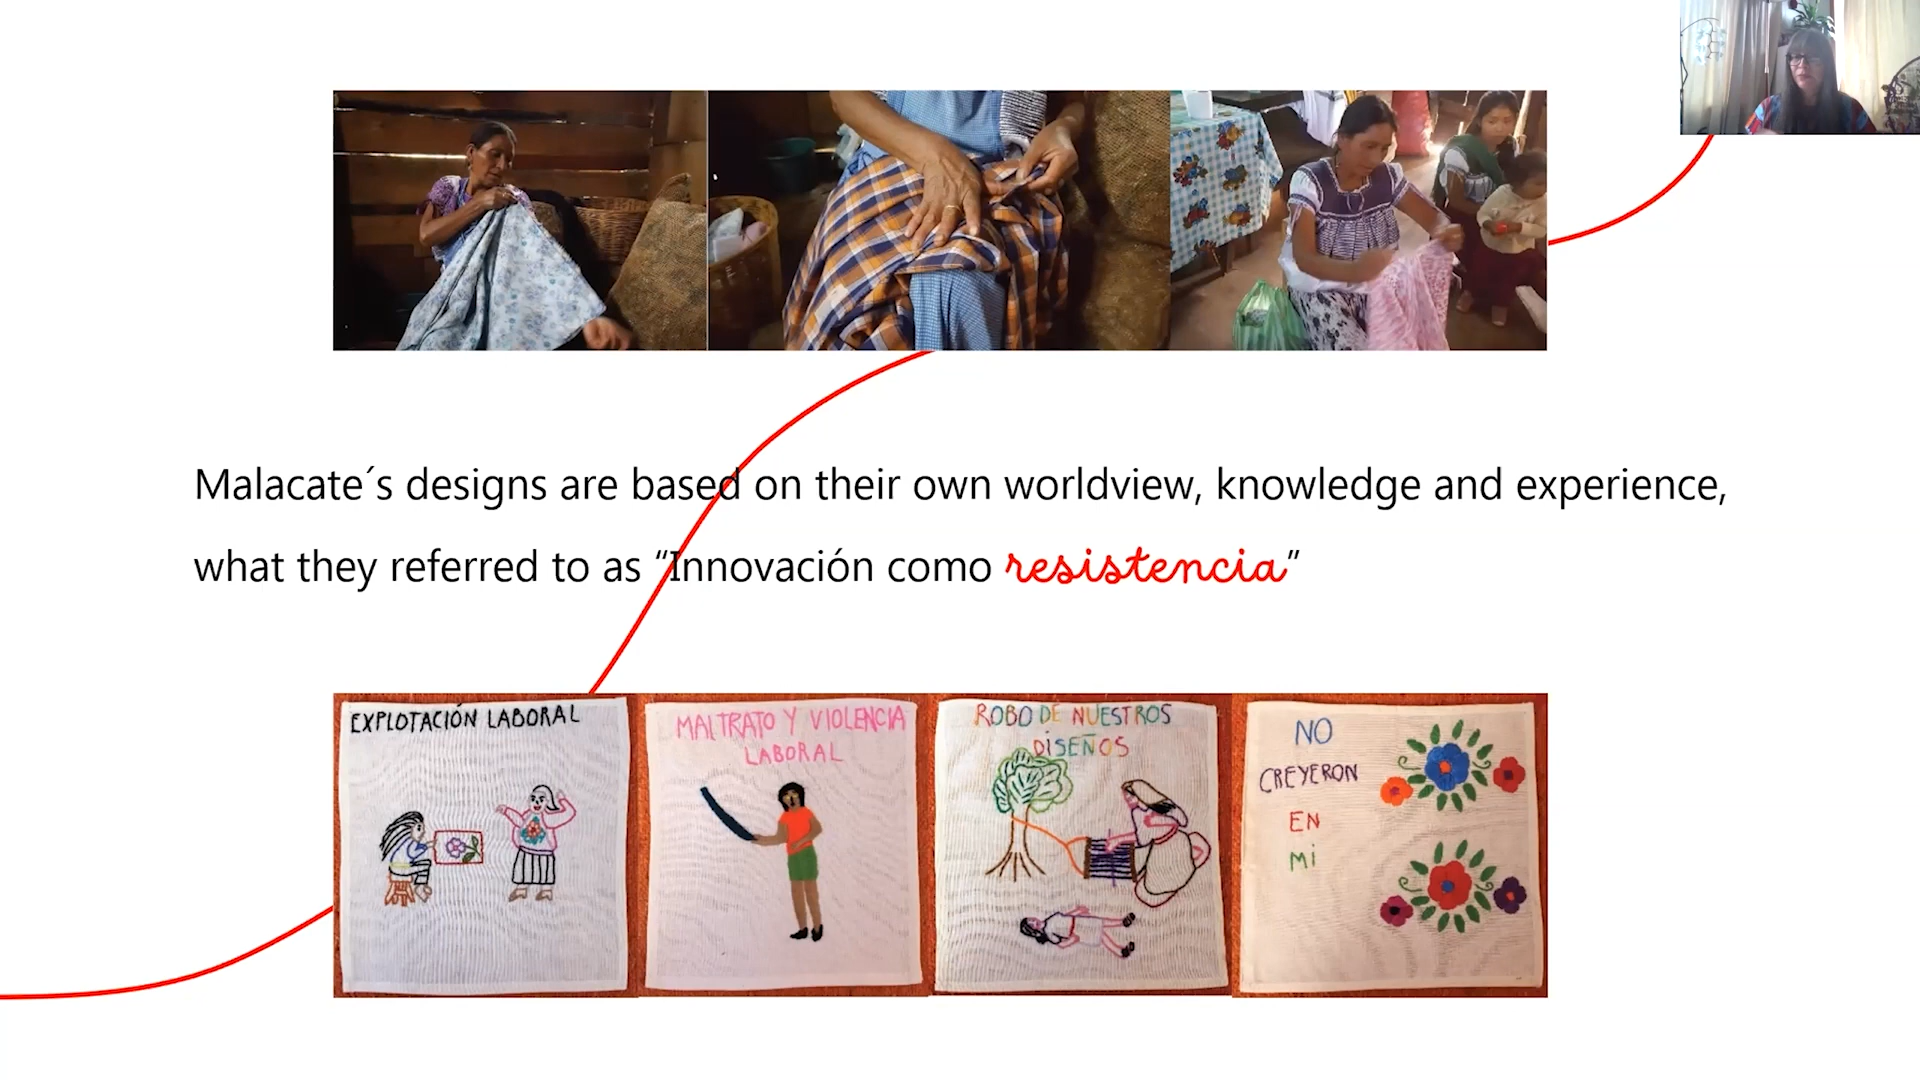 Malacate´s designs are based on their own worldview, knowledge and experience,
what they referred to as “Innovación como resistencia”
EXPLOTACIÓN LABORAL
MALTRATO Y VIOLENCIA
LABORAL
ROBO DE NUESTROS
DiSEÑOS
NO
CREYERON
EN
Mi